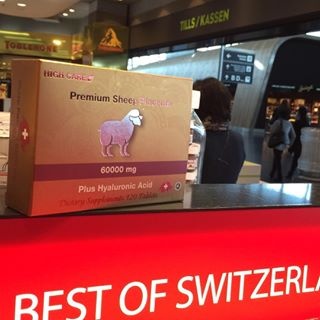 TOBLERONE
TILLS/KASSEN
HIGH CARE
Premium Sheep Placenta
60000 mg
Plus Hyaluronic Acid
Dietary Supplements 120 Tablets
BEST OF SWITZERLA